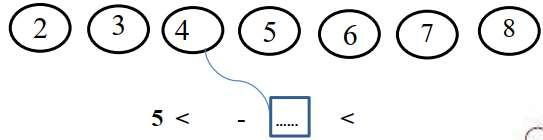 2 3 4 5 6 7 8
5 < - ...... <